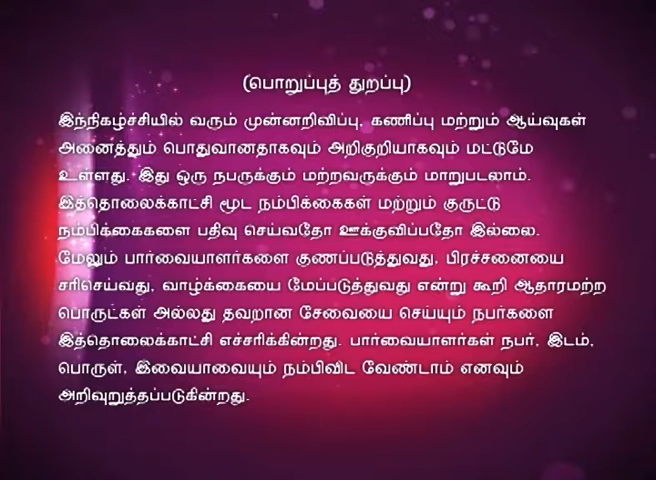 (பொறுப்புத் துறப்பு)
இந்நிகழ்ச்சியில் வரும் முன்னறிவிப்பு, கணிப்பு மற்றும் ஆய்வுகள்
அனைத்தும் பொதுவானதாகவும் அறிகுறியாகவும் மட்டுமே
உள்ளது. இது ஒரு நபருக்கும் மற்றவருக்கும் மாறுபடலாம்.
இத்தொலைக்காட்சி மூட நம்பிக்கைகள் மற்றும் குருட்டு
நம்பிக்கைகளை பதிவு செய்வதோ ஊக்குவிப்பதோ இல்லை.
மேலும் பார்வையாளர்களை குணப்படுத்துவது, பிரச்சனையை
சரிசெய்வது, வாழ்க்கையை மேப்படுத்துவது என்று கூறி ஆதாரமற்ற
பொருட்கள் அல்லது தவறான சேவையை செய்யும் நபர்களை
இத்தொலைக்காட்சி எச்சரிக்கின்றது. பார்வையாளர்கள் நபர், இடம்,
பொருள், இவையாவையும் நம்பிவிட வேண்டாம் எனவும்
அறிவுறுத்தப்படுகின்றது.